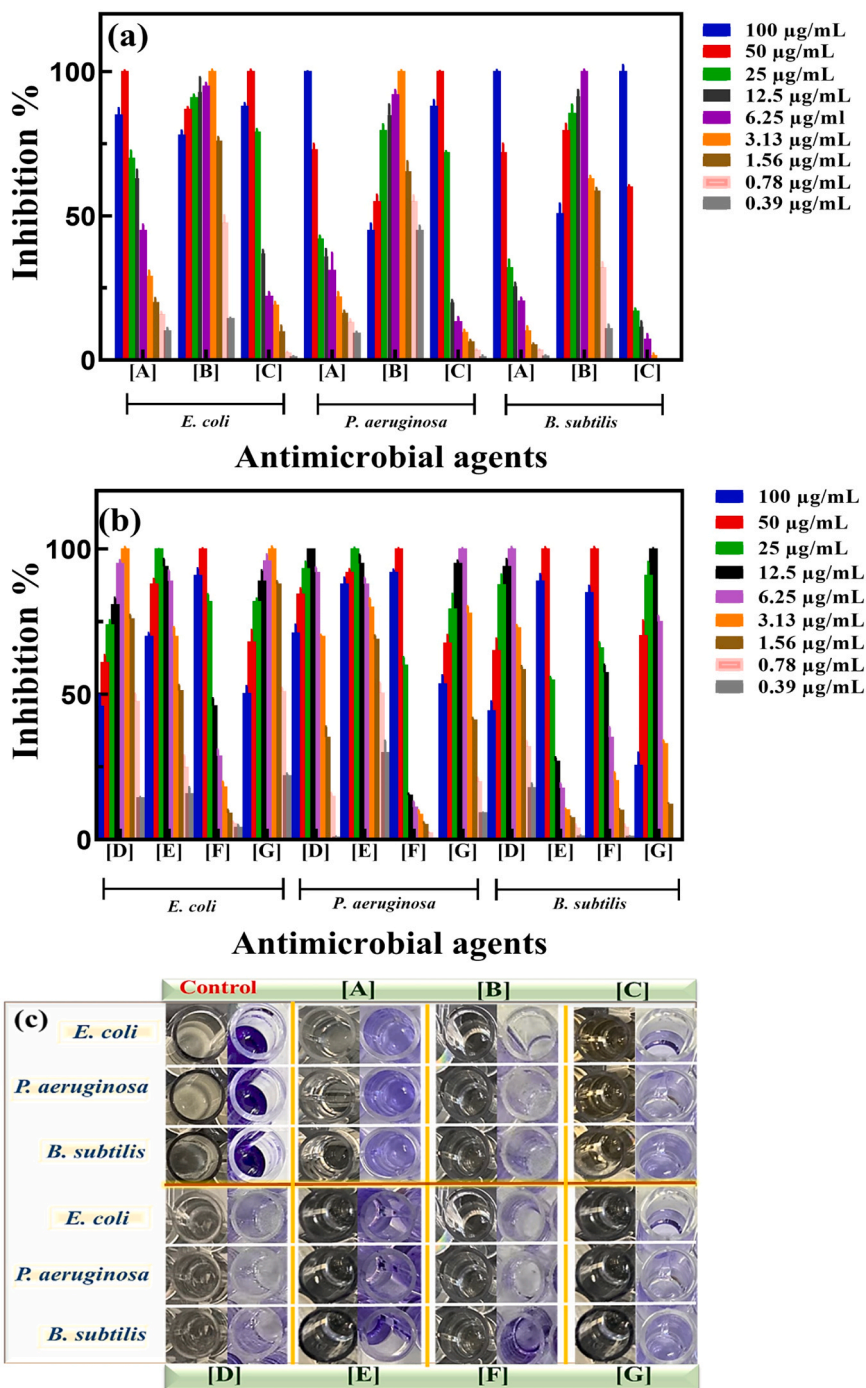 (a)
Inhibition %
100
50
0
100 µg/mL
50 µg/mL
25 µg/mL
12.5 µg/mL
6.25 µg/ml
3.13 µg/mL
1.56 µg/mL
0.78 µg/mL
0.39 µg/mL
[A] [B] [C] [A] [B] [C] [A] [B] [C]
E. coli P. aeruginosa B. subtilis
Antimicrobial agents
(b)
Inhibition %
100
50
0
100 µg/mL
50 µg/mL
25 µg/mL
12.5 µg/mL
6.25 µg/mL
3.13 µg/mL
1.56 µg/mL
0.78 µg/mL
0.39 µg/mL
[D] [E] [F] [G] [D] [E] [F] [G] [D] [E] [F] [G]
E. coli P. aeruginosa B. subtilis
Antimicrobial agents
Control [A] [B] [C]
(c)
E. coli
P. aeruginosa
B. subtilis
E. coli
P. aeruginosa
B. subtilis
[D] [E] [F] [G]